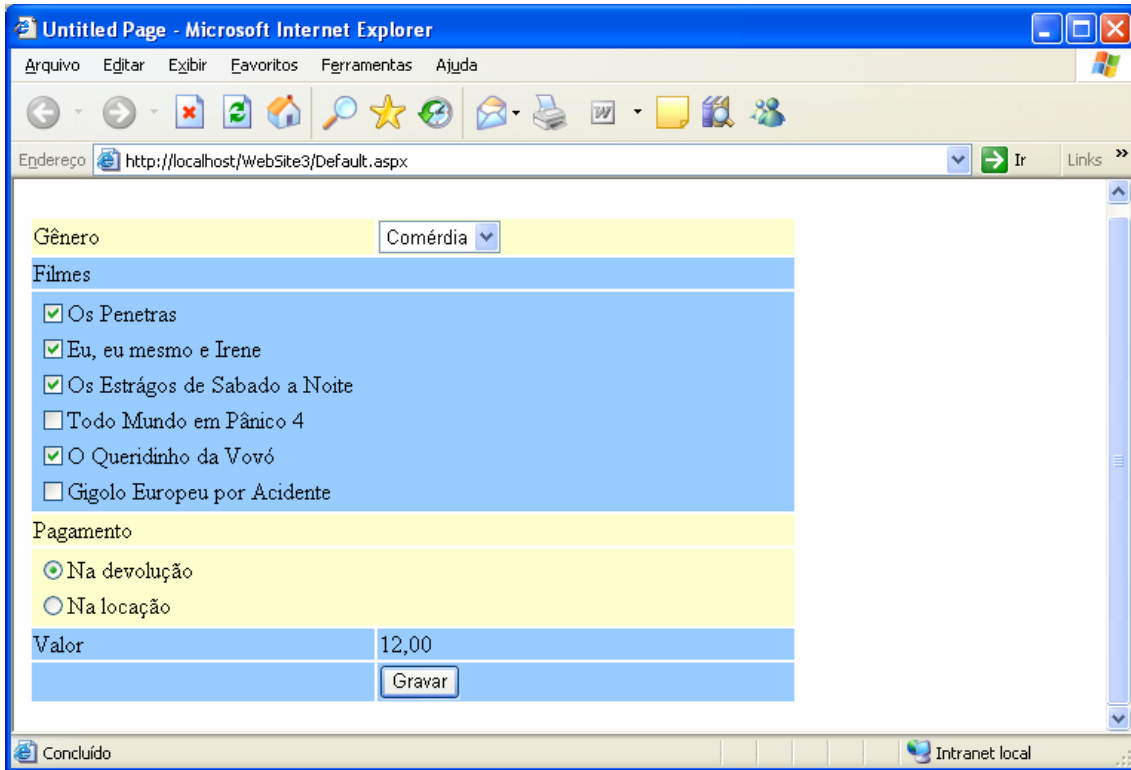 Untitled Page - Microsoft Internet Explorer
Arquivo Editar Exibir Favoritos Ferramentas Ajuda
Endereço http://localhost/WebSite3/Default.aspx Ir Links »
Gênero Comérdia
Filmes
Os Penetras
Eu, eu mesmo e Irene
Os Estrágos de Sabado a Noite
Todo Mundo em Pânico 4
O Queridinho da Vovó
Gigolo Europeu por Acidente
Pagamento
Na devolução
Na locação
Valor 12,00
Gravar
Concluído Intranet local